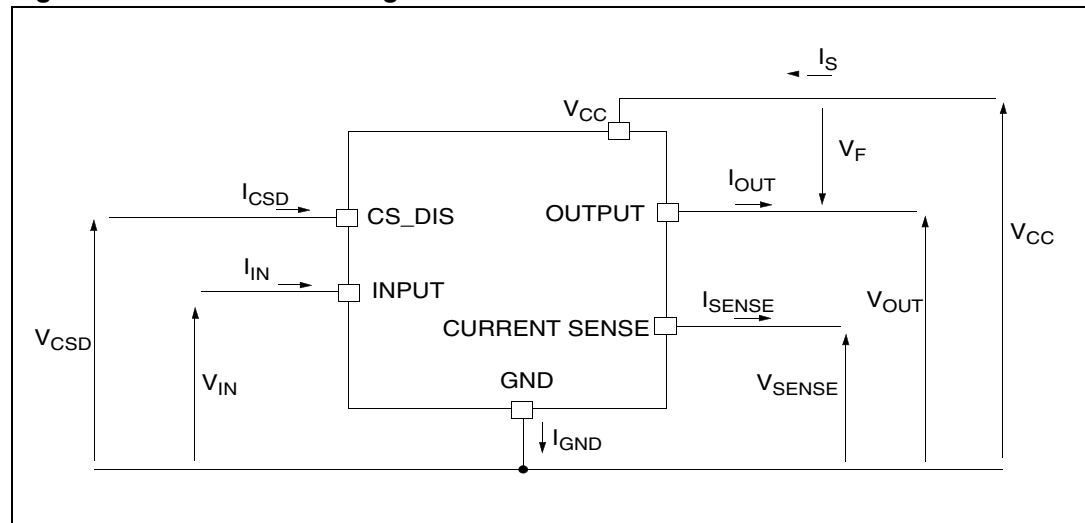 I_S
V_CC
V_F
I_CSD
I_OUT
CS_DIS
OUTPUT
V_CC
I_IN
INPUT
I_SENSE
V_OUT
CURRENT SENSE
V_CSD
GND
V_IN
V_SENSE
I_GND